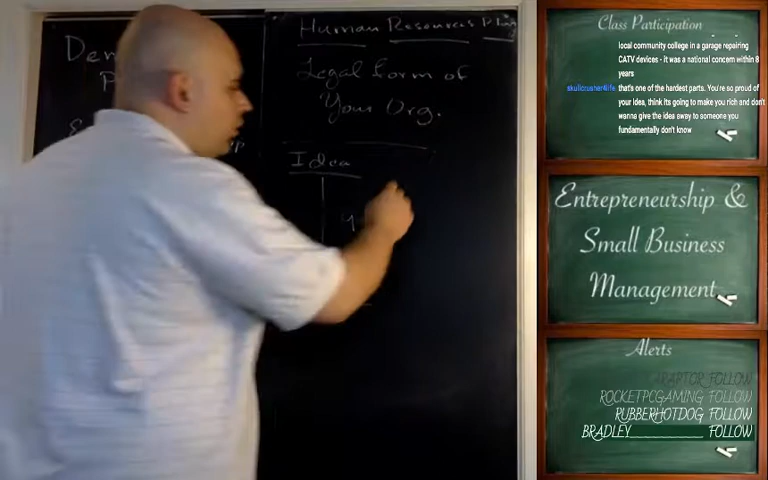 Human Resources Plan
Legal form of
Your Org.
Idea
Class Participation
local community college in a garage repairing
CATV devices - it was a national concern within 8
years
skullcrusher4life that's one of the hardest parts. You're so proud of
your idea, think its going to make you rich and don't
wanna give the idea away to someone you
fundamentally don't know
Entrepreneurship &
Small Business
Management
Alerts
RAPTOR FOLLOW
ROCKETPCGAMING FOLLOW
RUBBERHOTDOG FOLLOW
BRADLEY FOLLOW